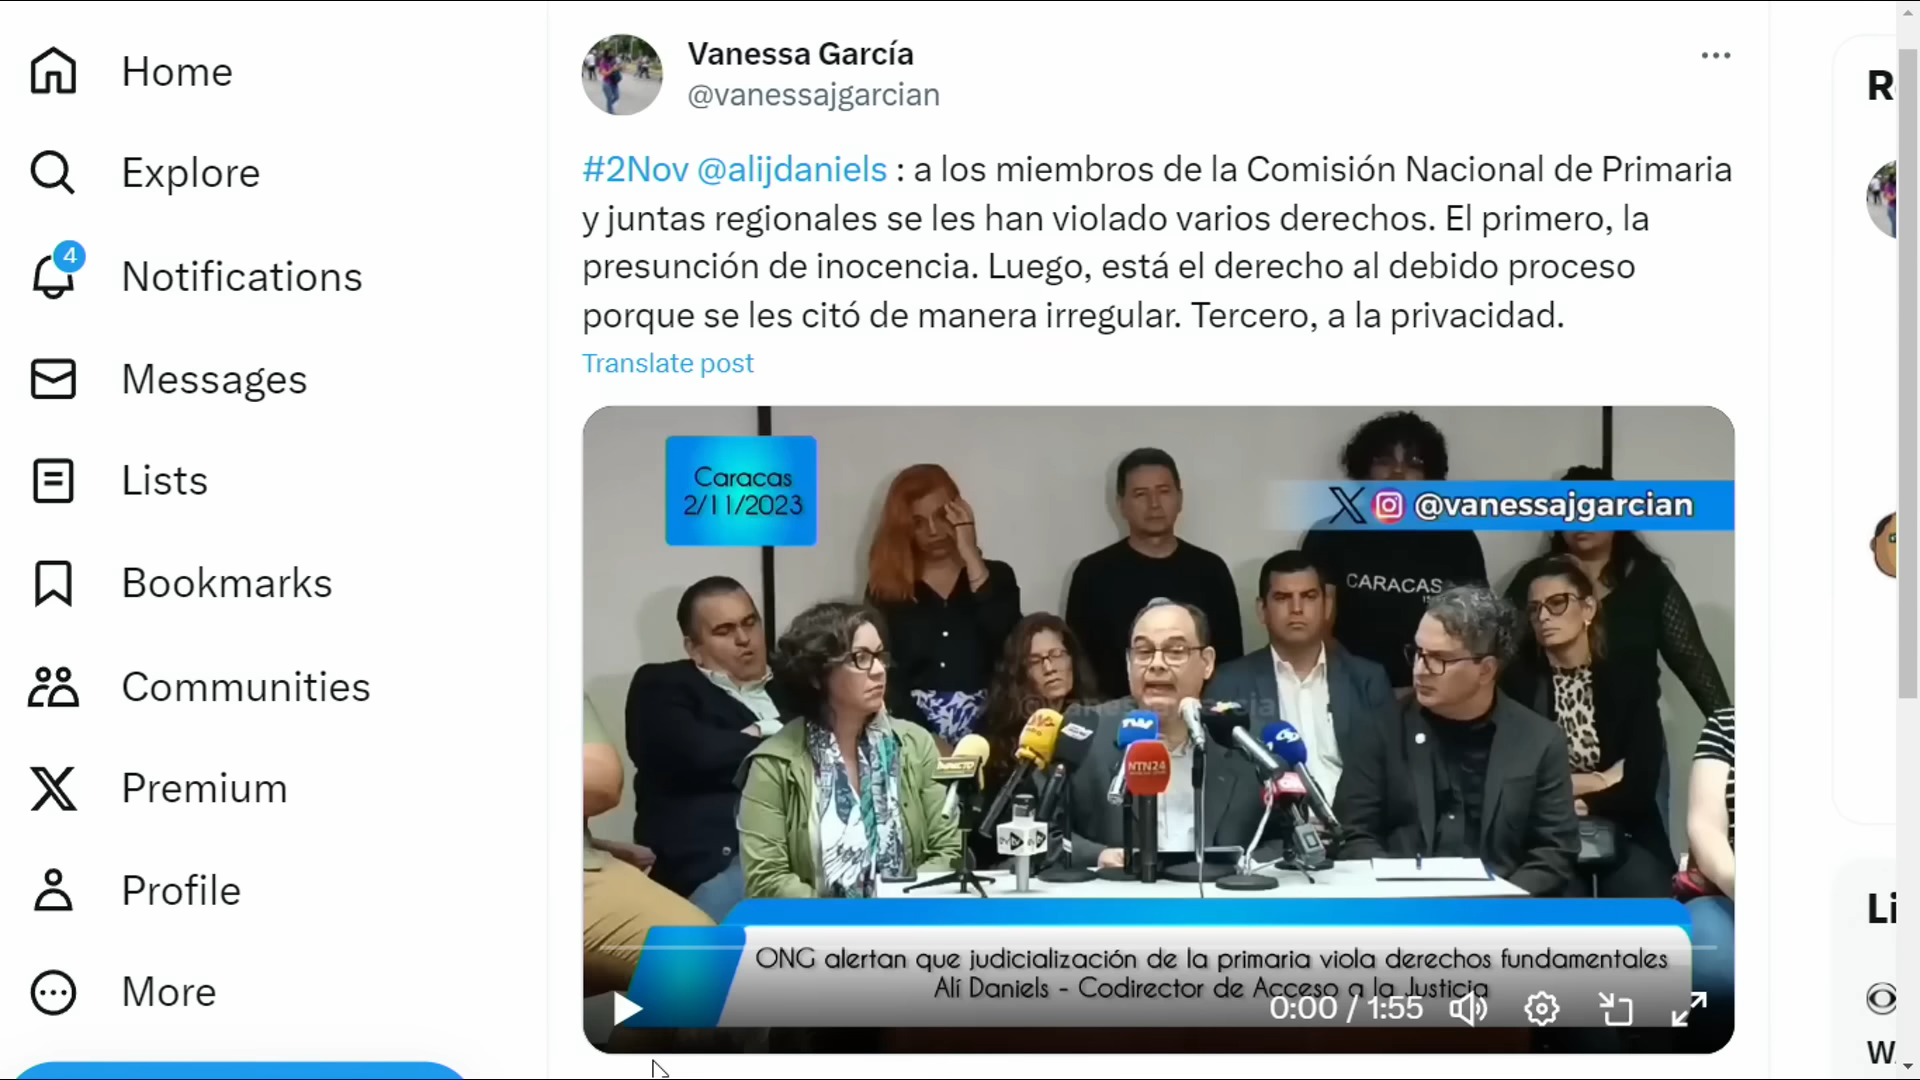 Home
Explore
4
Notifications
Messages
Lists
Bookmarks
Communities
Premium
Profile
More
Vanessa García
@vanessajgarcian
#2Nov @alijdaniels : a los miembros de la Comisión Nacional de Primaria
y juntas regionales se les han violado varios derechos. El primero, la
presunción de inocencia. Luego, está el derecho al debido proceso
porque se les citó de manera irregular. Tercero, a la privacidad.
Translate post
Caracas
2/11/2023
@vanessajgarcian
CARACAS
NTN24
ONG alertan que judicialización de la primaria viola derechos fundamentales
Alí Daniels - Codirector de Acceso a la Justicia
0:00 / 1:55